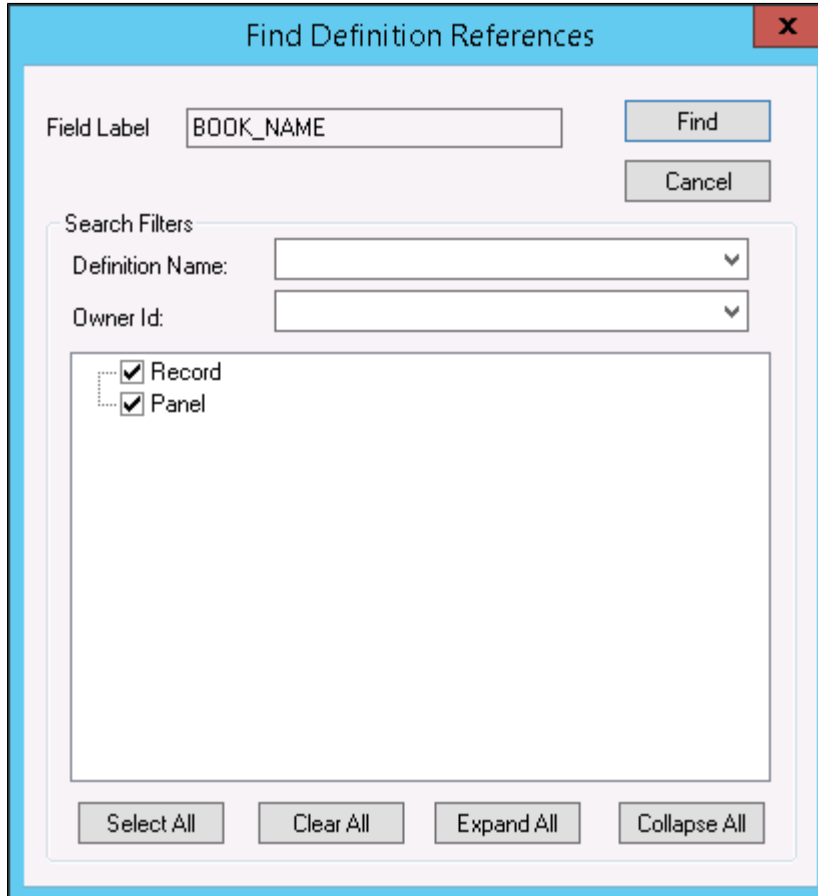 Find Definition References
x
Field Label BOOK_NAME Find
Cancel
Search Filters
Definition Name:
Owner Id:
Record
Panel
Select All Clear All Expand All Collapse All